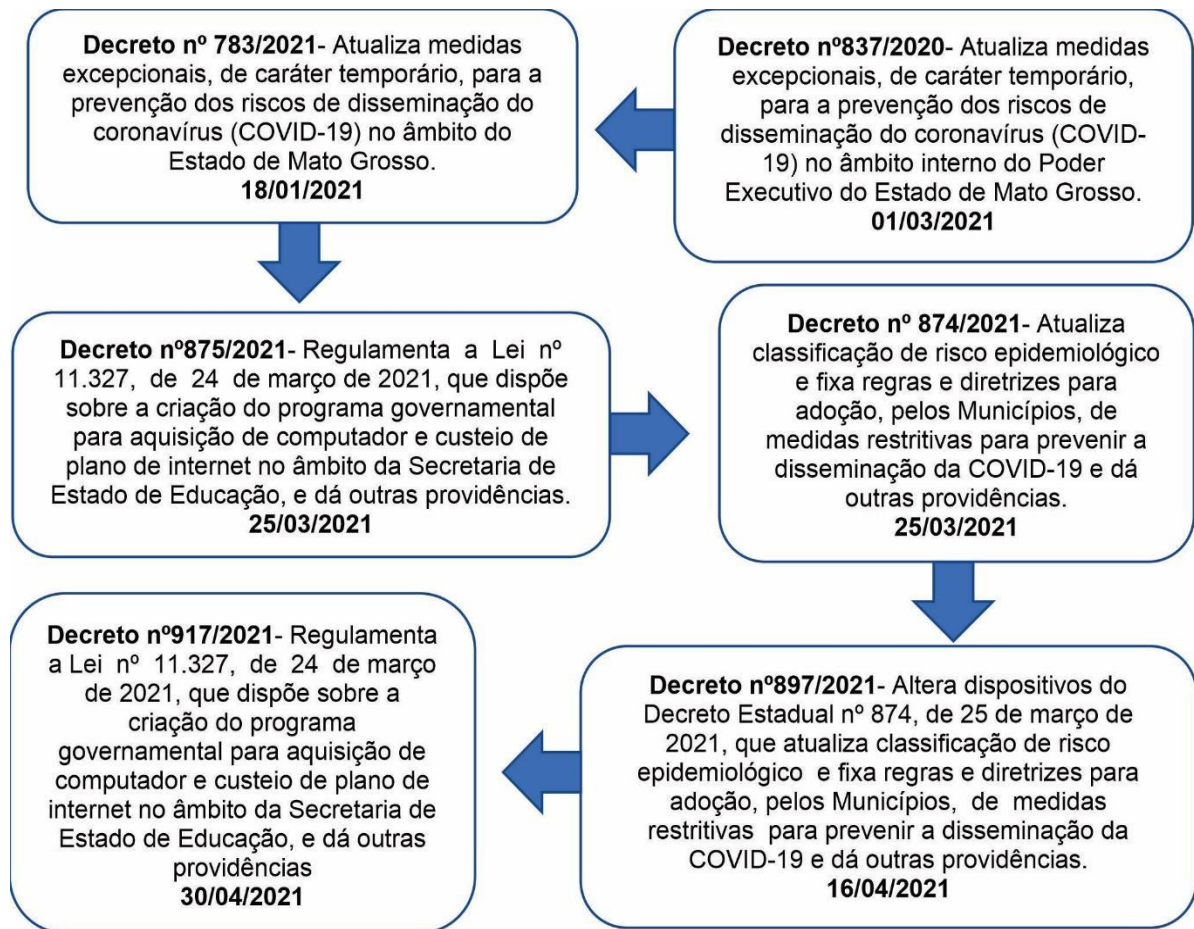 Decreto nº 783/2021- Atualiza medidas
excepcionais, de caráter temporário, para a
prevenção dos riscos de disseminação do
coronavírus (COVID-19) no âmbito do
Estado de Mato Grosso.
18/01/2021
Decreto nº837/2020- Atualiza medidas
excepcionais, de caráter temporário,
para a prevenção dos riscos de
disseminação do coronavírus (COVID-
19) no âmbito interno do Poder
Executivo do Estado de Mato Grosso.
01/03/2021
Decreto nº875/2021- Regulamenta a Lei nº
11.327, de 24 de março de 2021, que dispõe
sobre a criação do programa governamental
para aquisição de computador e custeio de
plano de internet no âmbito da Secretaria de
Estado de Educação, e dá outras providências.
25/03/2021
Decreto nº 874/2021- Atualiza
classificação de risco epidemiológico
e fixa regras e diretrizes para
adoção, pelos Municípios, de
medidas restritivas para prevenir a
disseminação da COVID-19 e dá
outras providências.
25/03/2021
Decreto nº917/2021- Regulamenta
a Lei nº 11.327, de 24 de março
de 2021, que dispõe sobre a
criação do programa
governamental para aquisição de
computador e custeio de plano de
internet no âmbito da Secretaria de
Estado de Educação, e dá outras
providências
30/04/2021
Decreto nº897/2021- Altera dispositivos do
Decreto Estadual nº 874, de 25 de março de
2021, que atualiza classificação de risco
epidemiológico e fixa regras e diretrizes para
adoção, pelos Municípios, de medidas
restritivas para prevenir a disseminação da
COVID-19 e dá outras providências.
16/04/2021